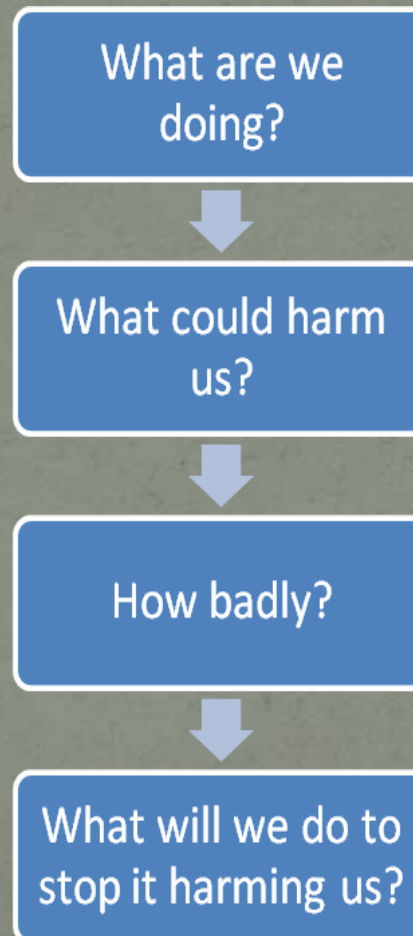 What are we
doing?
What could harm
us?
How badly?
What will we do to
stop it harming us?